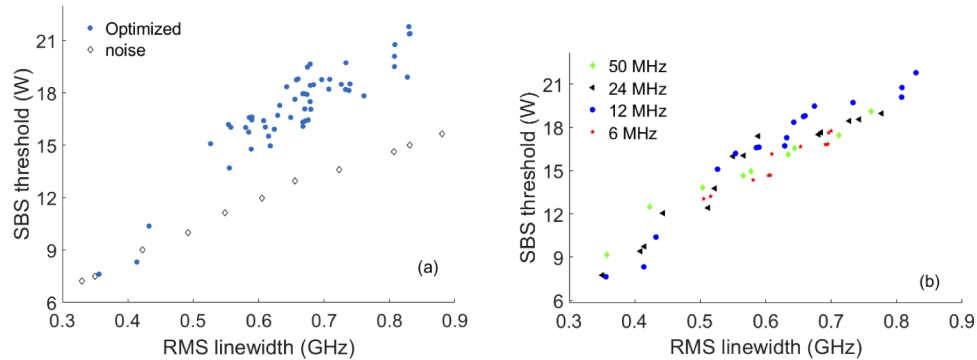 Optimized
noise
21
18
15
12
9
6
SBS threshold (W)
(a)
0.3 0.4 0.5 0.6 0.7 0.8 0.9
RMS linewidth (GHz)
50 MHz
24 MHz
12 MHz
6 MHz
21
18
15
12
9
6
SBS threshold (W)
(b)
0.3 0.4 0.5 0.6 0.7 0.8 0.9
RMS linewidth (GHz)